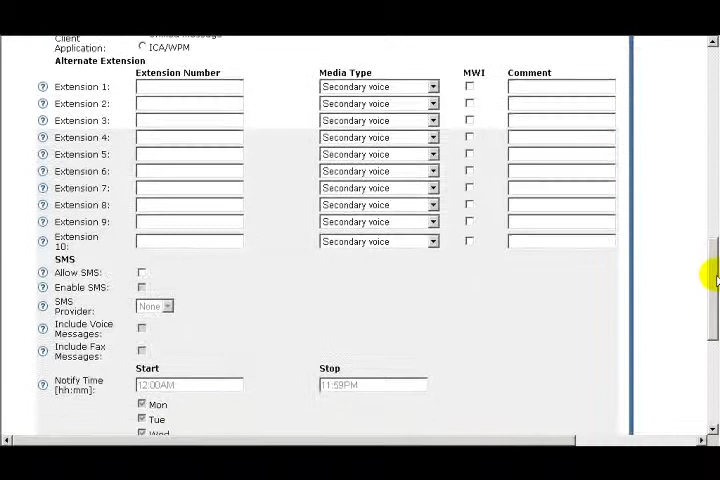 Client
Application:
ICA/WPM
Alternate Extension
Extension Number Media Type MWI Comment
Extension 1: Secondary voice
Extension 2: Secondary voice
Extension 3: Secondary voice
Extension 4: Secondary voice
Extension 5: Secondary voice
Extension 6: Secondary voice
Extension 7: Secondary voice
Extension 8: Secondary voice
Extension 9: Secondary voice
Extension
10: Secondary voice
SMS
Allow SMS:
Enable SMS:
SMS
Provider: None
Include Voice
Messages:
Include Fax
Messages:
Start Stop
Notify Time
[hh:mm]: 12:00AM 11:59PM
Mon
Tue
Wed